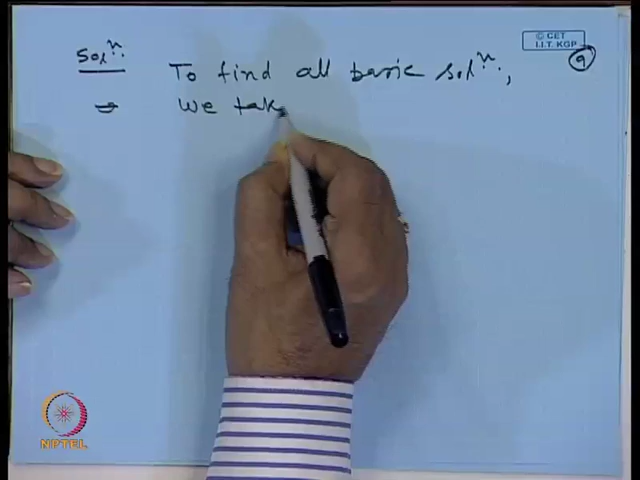 © CET
I.I.T. KGP
9
Solⁿ. To find all basic solⁿ.,
⇒ we tak
NPTEL